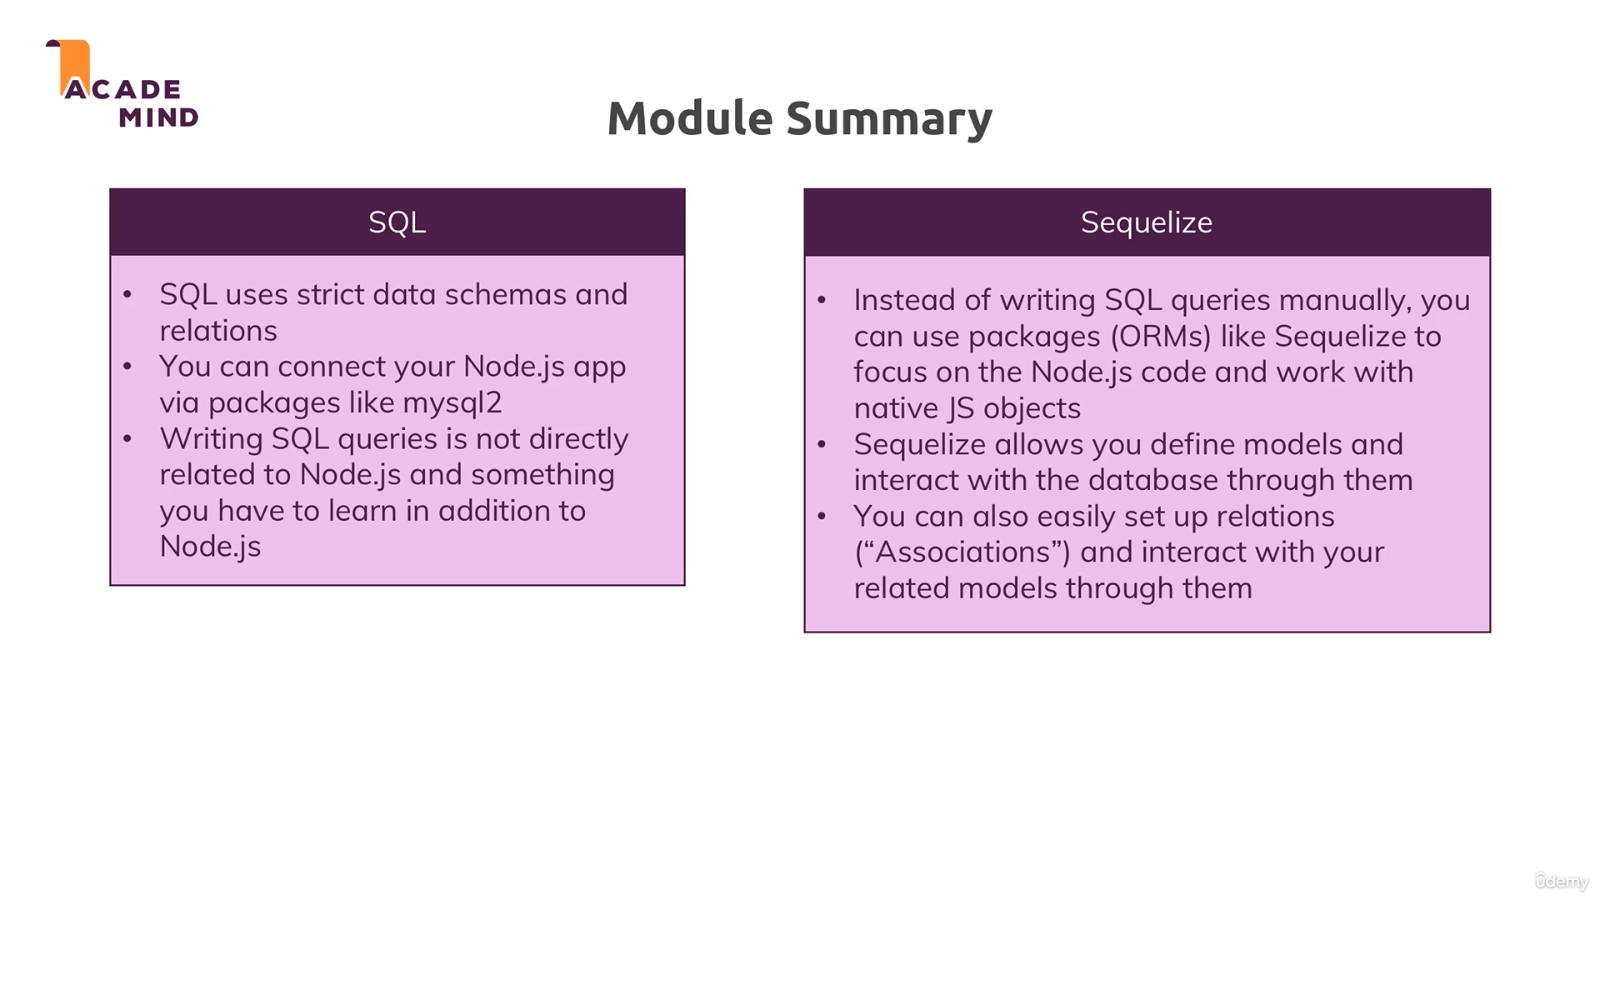 ACADE
MIND
Module Summary
SQL
• SQL uses strict data schemas and
relations
• You can connect your Node.js app
via packages like mysql2
• Writing SQL queries is not directly
related to Node.js and something
you have to learn in addition to
Node.js
Sequelize
• Instead of writing SQL queries manually, you
can use packages (ORMs) like Sequelize to
focus on the Node.js code and work with
native JS objects
• Sequelize allows you define models and
interact with the database through them
• You can also easily set up relations
(“Associations”) and interact with your
related models through them
ûdemy